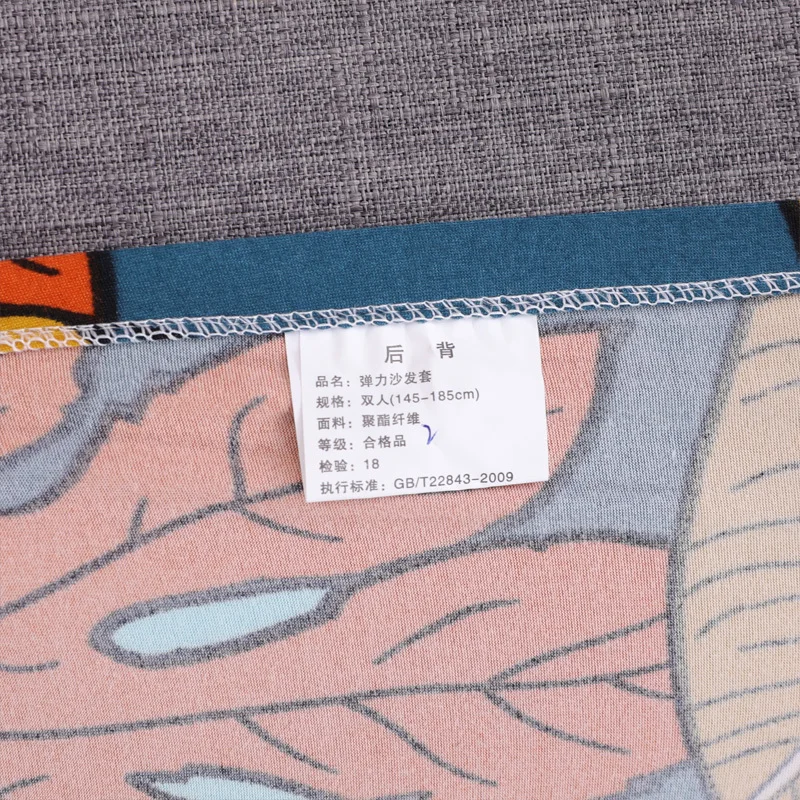 后 背
品名：弹力沙发套
规格：双人(145-185cm)
面料：聚酯纤维
等级：合格品
检验：18
执行标准：GB/T22843-2009